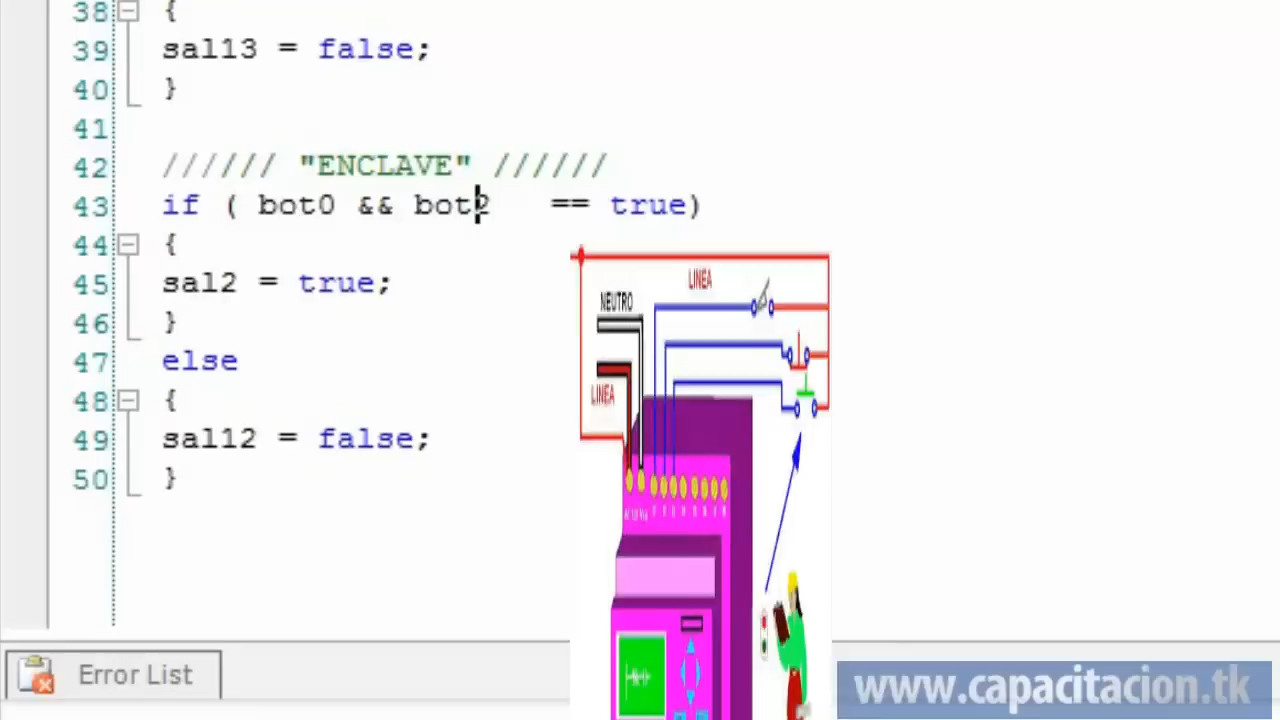 38 {
39 sal13 = false;
40 }
41
42 ////// "ENCLAVE" //////
43 if ( bot0 && bot2 == true)
44 {
45 sal2 = true;
46 }
47 else
48 {
49 sal12 = false;
50 }
LINEA
NEUTRO
LINEA
Error List
www.capacitacion.tk